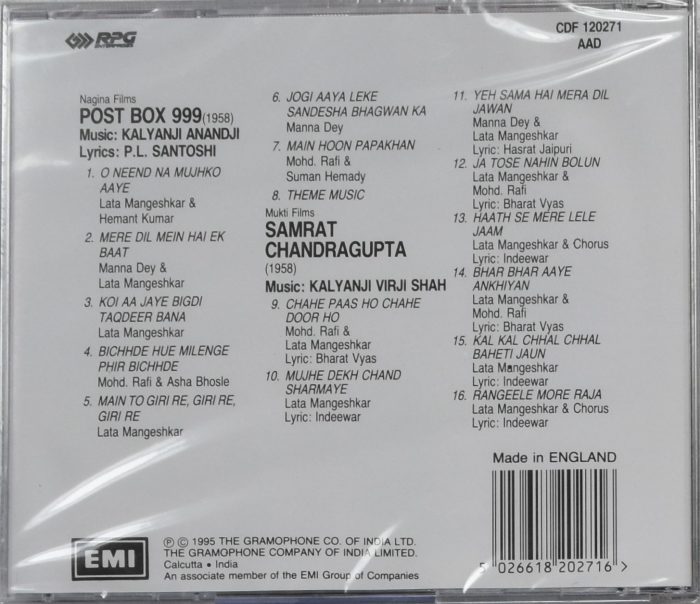 RPG
CDF 120271
AAD
Nagina Films
POST BOX 999 (1958)
Music: KALYANJI ANANDJI
Lyrics: P.L. SANTOSHI
1. O NEEND NA MUJHKO
AAYE
Lata Mangeshkar &
Hemant Kumar
2. MERE DIL MEIN HAI EK
BAAT
Manna Dey &
Lata Mangeshkar
3. KOI AA JAYE BIGDI
TAQDEER BANA
Lata Mangeshkar
4. BICHHDE HUE MILENGE
PHIR BICHHDE
Mohd. Rafi & Asha Bhosle
5. MAIN TO GIRI RE, GIRI RE,
GIRI RE
Lata Mangeshkar
6. JOGI AAYA LEKE
SANDESHA BHAGWAN KA
Manna Dey
7. MAIN HOON PAPAKHAN
Mohd. Rafi &
Suman Hemady
8. THEME MUSIC
Mukti Films
SAMRAT
CHANDRAGUPTA
(1958)
Music: KALYANJI VIRJI SHAH
9. CHAHE PAAS HO CHAHE
DOOR HO
Mohd. Rafi &
Lata Mangeshkar
Lyric: Bharat Vyas
10. MUJHE DEKH CHAND
SHARMAYE
Lata Mangeshkar
Lyric: Indeewar
11. YEH SAMA HAI MERA DIL
JAWAN
Manna Dey &
Lata Mangeshkar
Lyric: Hasrat Jaipuri
12. JA TOSE NAHIN BOLUN
Lata Mangeshkar &
Mohd. Rafi
Lyric: Bharat Vyas
13. HAATH SE MERE LELE
JAAM
Lata Mangeshkar & Chorus
Lyric: Indeewar
14. BHAR BHAR AAYE
ANKHIYAN
Lata Mangeshkar &
Mohd. Rafi
Lyric: Bharat Vyas
15. KAL KAL CHHAL CHHAL
BAHETI JAUN
Lata Mangeshkar
Lyric: Indeewar
16. RANGEELE MORE RAJA
Lata Mangeshkar & Chorus
Lyric: Indeewar
Made in ENGLAND
5 026618 202716 >
EMI
Ⓟ © 1995 THE GRAMOPHONE CO. OF INDIA LTD.
THE GRAMOPHONE COMPANY OF INDIA LIMITED.
Calcutta • India
An associate member of the EMI Group of Companies